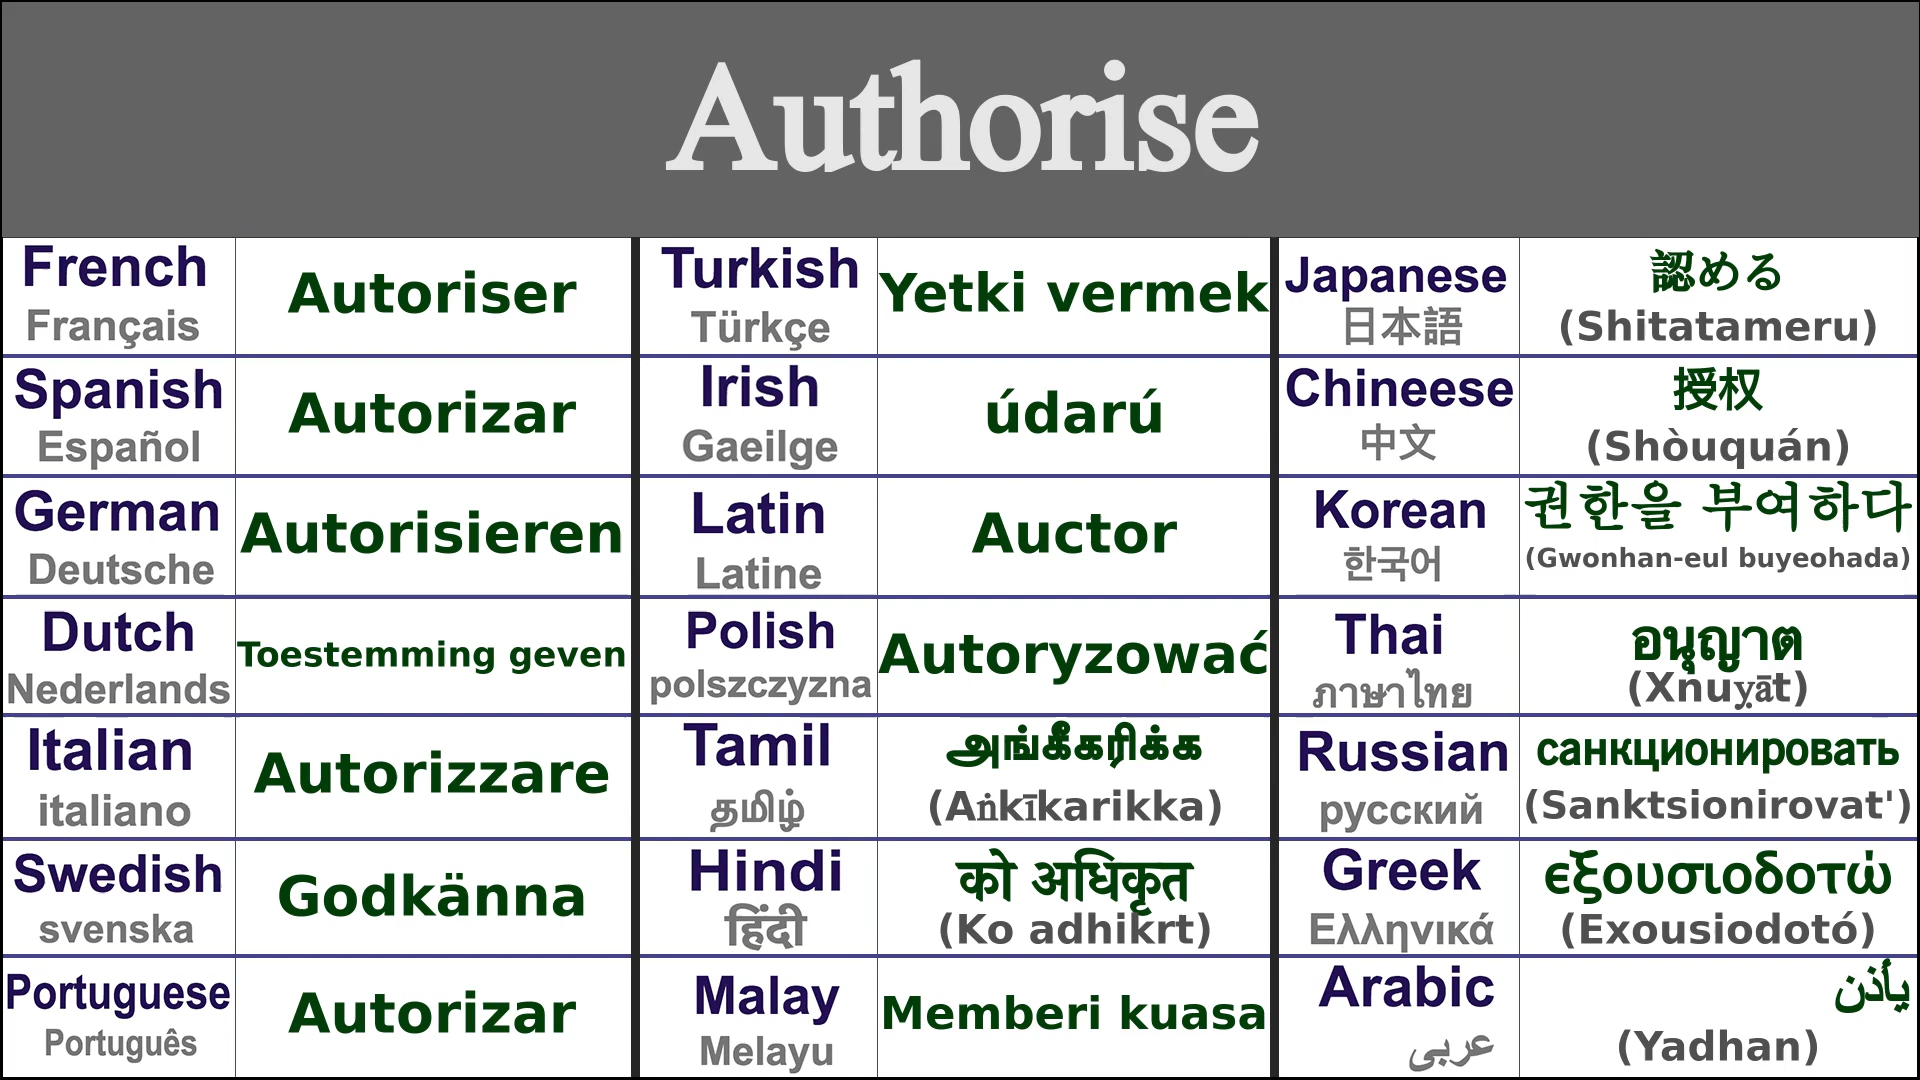 Authorise
French
Français
Autoriser
Turkish
Türkçe
Yetki vermek
Japanese
日本語
認める
(Shitatameru)
Spanish
Español
Autorizar
Irish
Gaeilge
údarú
Chineese
中文
授权
(Shòuquán)
German
Deutsche
Autorisieren
Latin
Latine
Auctor
Korean
한국어
권한을 부여하다
(Gwonhan-eul buyeohada)
Dutch
Nederlands
Toestemming geven
Polish
polszczyzna
Autoryzować
Thai
ภาษาไทย
อนุญาต
(Xnuỵāt)
Italian
italiano
Autorizzare
Tamil
தமிழ்
அங்கீகரிக்க
(Aṅkīkarikka)
Russian
русский
санкционировать
(Sanktsionirovat')
Swedish
svenska
Godkänna
Hindi
हिंदी
को अधिकृत
(Ko adhikrt)
Greek
Ελληνικά
εξουσιοδοτώ
(Exousiodotó)
Portuguese
Português
Autorizar
Malay
Melayu
Memberi kuasa
Arabic
عربى
يأذن
(Yadhan)